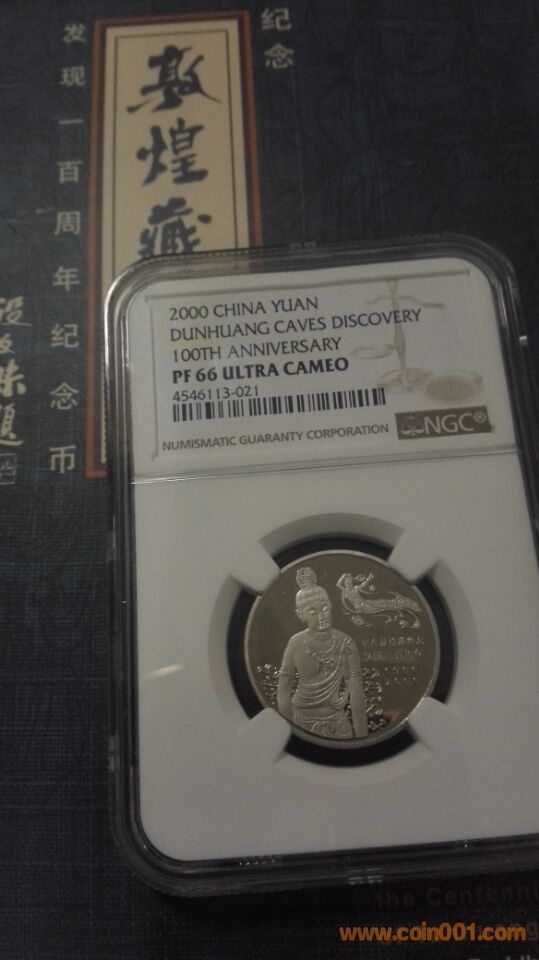 纪念
敦煌藏
发现一百周年纪念币
2000 CHINA YUAN
DUNHUANG CAVES DISCOVERY
100TH ANNIVERSARY
PF 66 ULTRA CAMEO
4546113-021
NUMISMATIC GUARANTY CORPORATION
NGC®
the Centenn
www.coin001.com